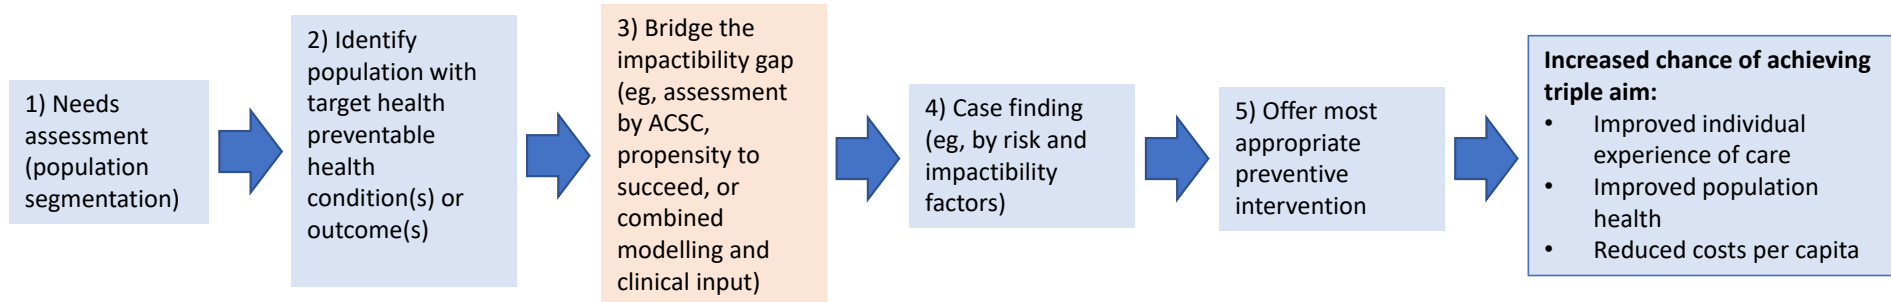 1) Needs
assessment
(population
segmentation)
2) Identify
population with
target health
preventable
health
condition(s) or
outcome(s)
3) Bridge the
impactibility gap
(eg, assessment
by ACSC,
propensity to
succeed, or
combined
modelling and
clinical input)
4) Case finding
(eg, by risk and
impactibility
factors)
5) Offer most
appropriate
preventive
intervention
Increased chance of achieving
triple aim:
• Improved individual
experience of care
• Improved population
health
• Reduced costs per capita